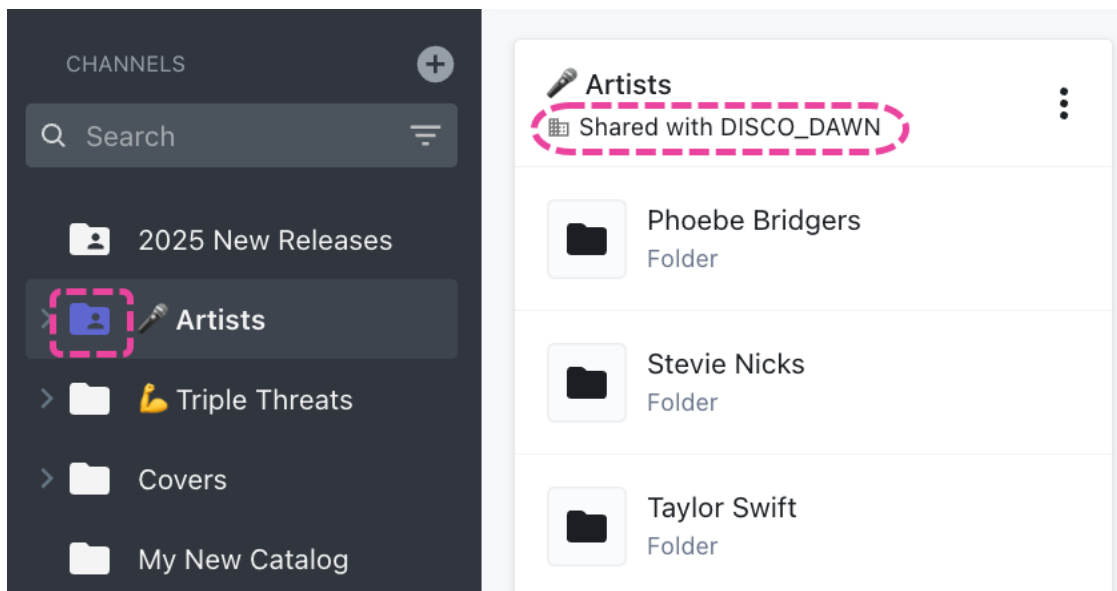 CHANNELS
Search
2025 New Releases
🎤 Artists
💪 Triple Threats
Covers
My New Catalog
🎤 Artists
Shared with DISCO_DAWN
Phoebe Bridgers
Folder
Stevie Nicks
Folder
Taylor Swift
Folder